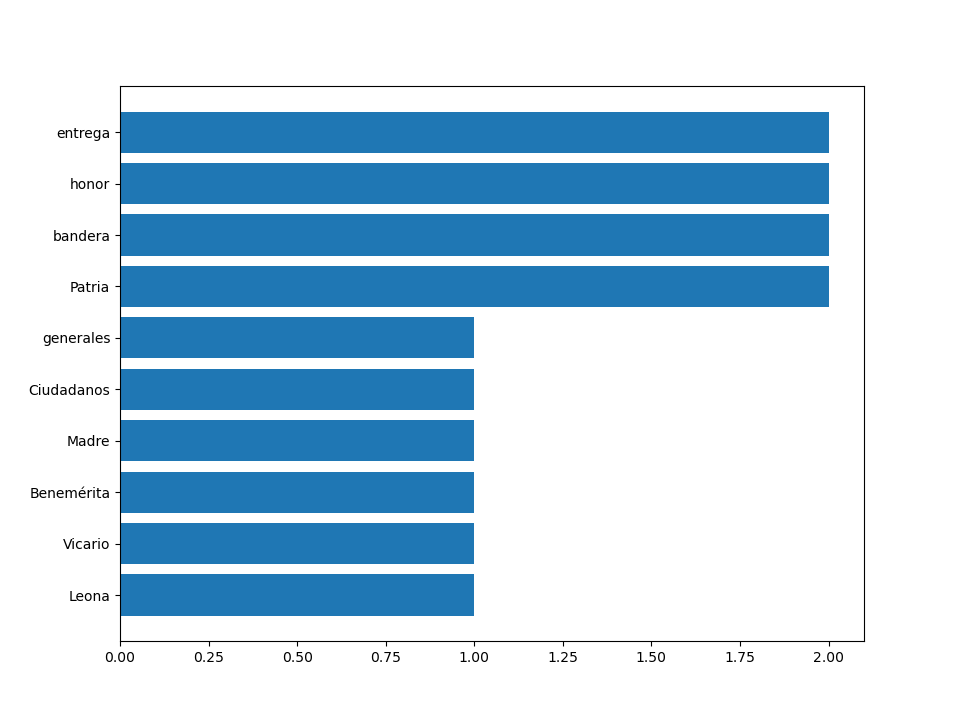 entrega
honor
bandera
Patria
generales
Ciudadanos
Madre
Benemérita
Vicario
Leona
0.00 0.25 0.50 0.75 1.00 1.25 1.50 1.75 2.00